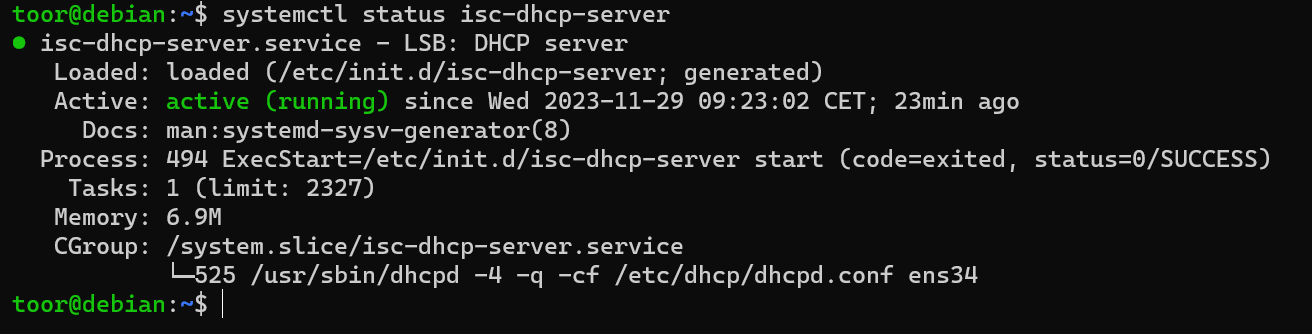 toor@debian:~$ systemctl status isc-dhcp-server
● isc-dhcp-server.service - LSB: DHCP server
   Loaded: loaded (/etc/init.d/isc-dhcp-server; generated)
   Active: active (running) since Wed 2023-11-29 09:23:02 CET; 23min ago
     Docs: man:systemd-sysv-generator(8)
  Process: 494 ExecStart=/etc/init.d/isc-dhcp-server start (code=exited, status=0/SUCCESS)
    Tasks: 1 (limit: 2327)
   Memory: 6.9M
   CGroup: /system.slice/isc-dhcp-server.service
           └─525 /usr/sbin/dhcpd -4 -q -cf /etc/dhcp/dhcpd.conf ens34
toor@debian:~$